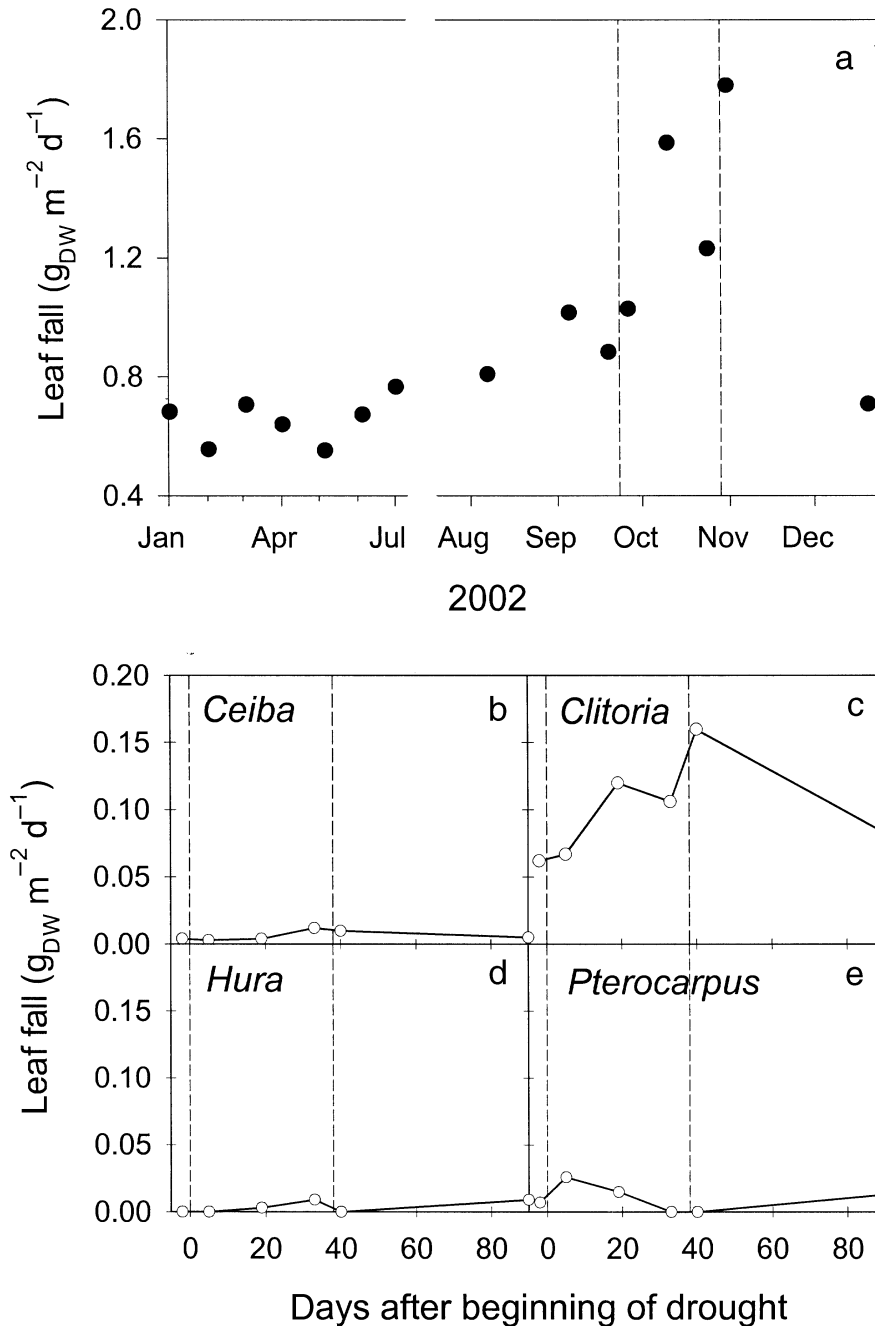 2.0
1.6
1.2
0.8
0.4
Leaf fall (g_DW m⁻² d⁻¹)
a
Jan Apr Jul Aug Sep Oct Nov Dec
2002
0.20
0.15
0.10
0.05
0.00
Ceiba b
Clitoria c
0.15
0.10
0.05
0.00
Hura d
Pterocarpus e
Leaf fall (g_DW m⁻² d⁻¹)
0 20 40 60 80 0 20 40 60 80
Days after beginning of drought